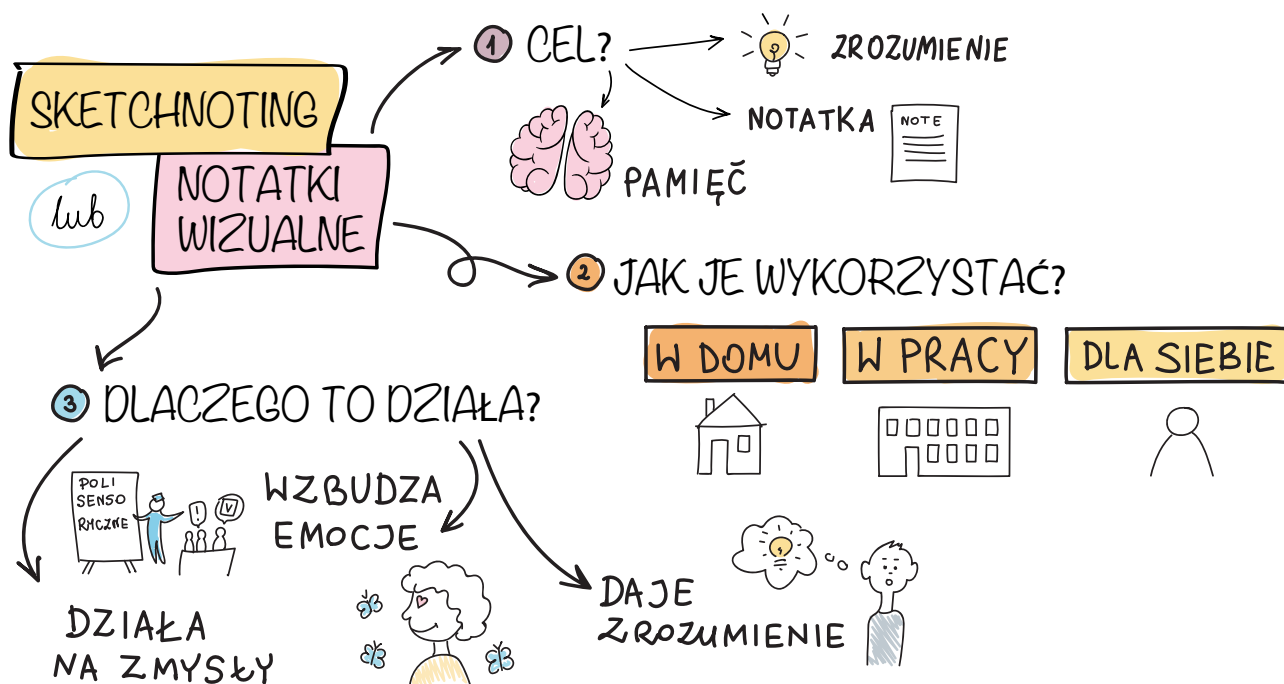 SKETCHNOTING
lub
NOTATKI
WIZUALNE
1 CEL?
ZROZUMIENIE
NOTATKA
NOTE
PAMIĘČ
2 JAK JE WYKORZYSTAĆ?
W DOMU
W PRACY
DLA SIEBIE
3 DLACZEGO TO DZIAŁA?
POLI
SENSO
RYCZNE
!
V
DZIAŁA
NA ZMYSŁY
WZBUDZA
EMOCJE
DAJE
ZROZUMIENIE